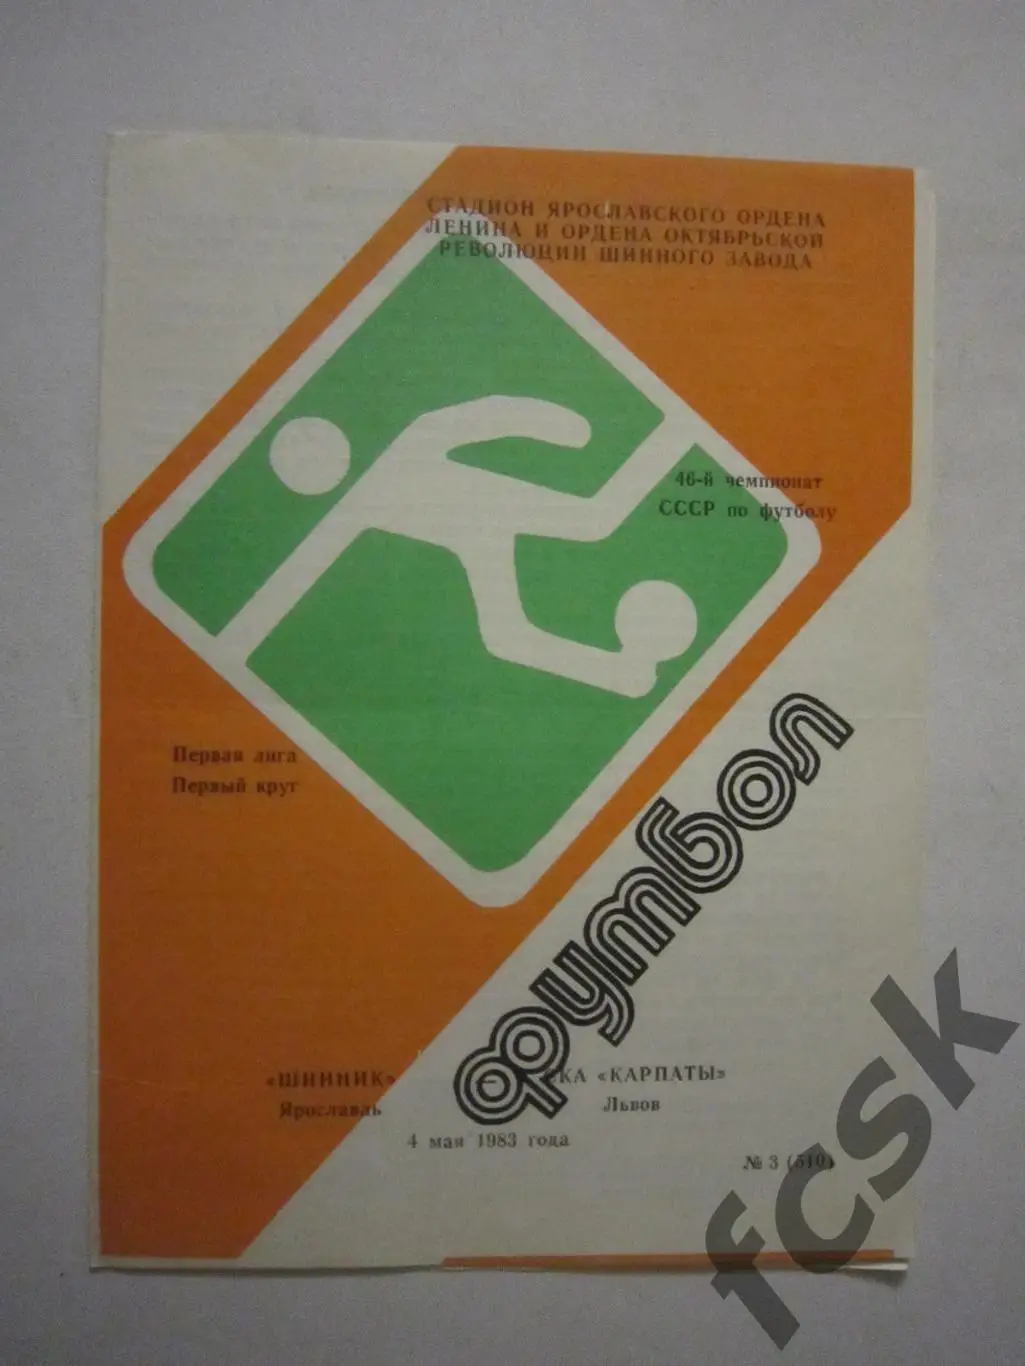 СТАДИОН ЯРОСЛАВСКОГО ОРДЕНА
ЛЕНИНА И ОРДЕНА ОКТЯБРЬСКОЙ
РЕВОЛЮЦИИ ШИННОГО ЗАВОДА
46-й чемпионат
СССР по футболу
Первая лига
Первый круг
футбол
«ШИННИК» — «КАРПАТЫ»
Ярославль Львов
4 мая 1983 года
№ 3 (510)
fcsk